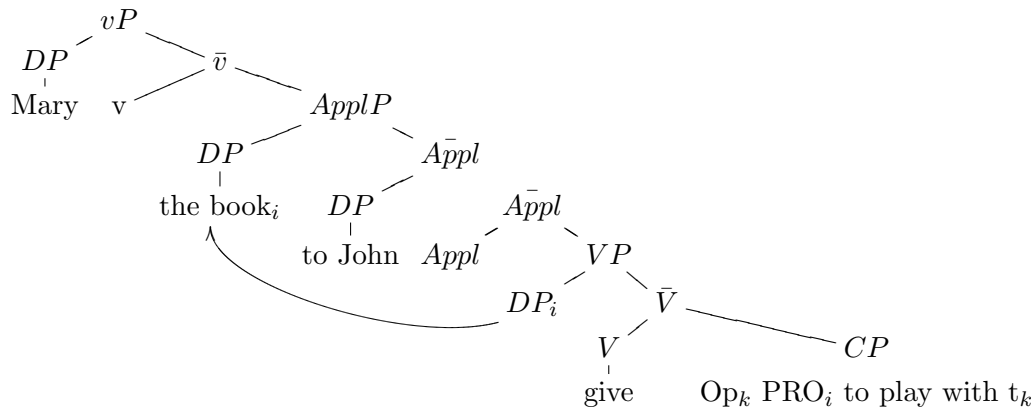 vP
DP v̄
Mary v ApplP
DP Appl̄
the book_i DP Appl̄
to John Appl VP
DP_i V̄
V CP
give Op_k PRO_i to play with t_k